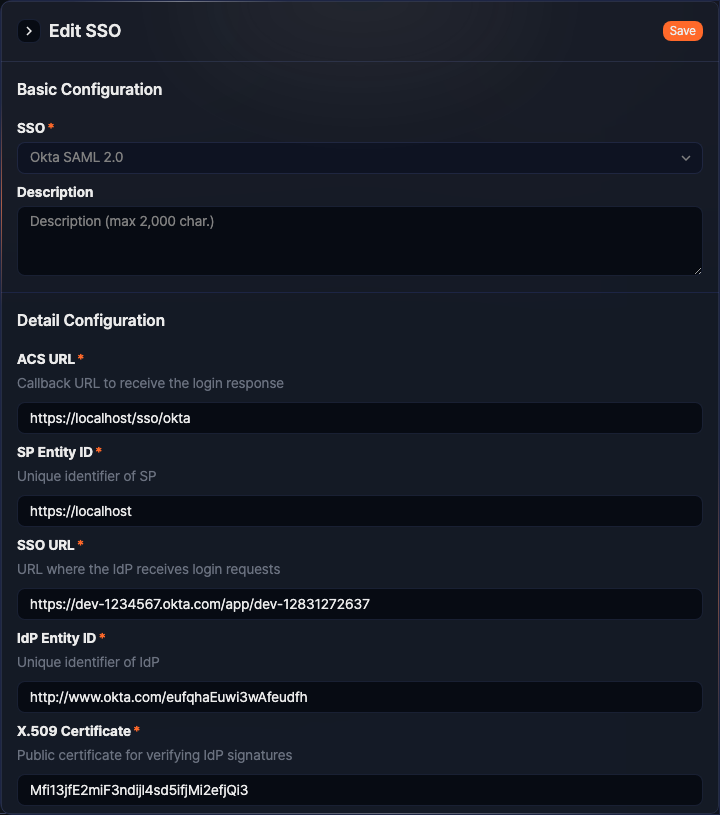 Edit SSO
Save
Basic Configuration
SSO *
Okta SAML 2.0
Description
Description (max 2,000 char.)
Detail Configuration
ACS URL *
Callback URL to receive the login response
https://localhost/sso/okta
SP Entity ID *
Unique identifier of SP
https://localhost
SSO URL *
URL where the IdP receives login requests
https://dev-1234567.okta.com/app/dev-12831272637
IdP Entity ID *
Unique identifier of IdP
http://www.okta.com/eufqhaEuwi3wAfeudfh
X.509 Certificate *
Public certificate for verifying IdP signatures
Mfi13jfE2miF3ndijl4sd5ifjMi2efjQi3